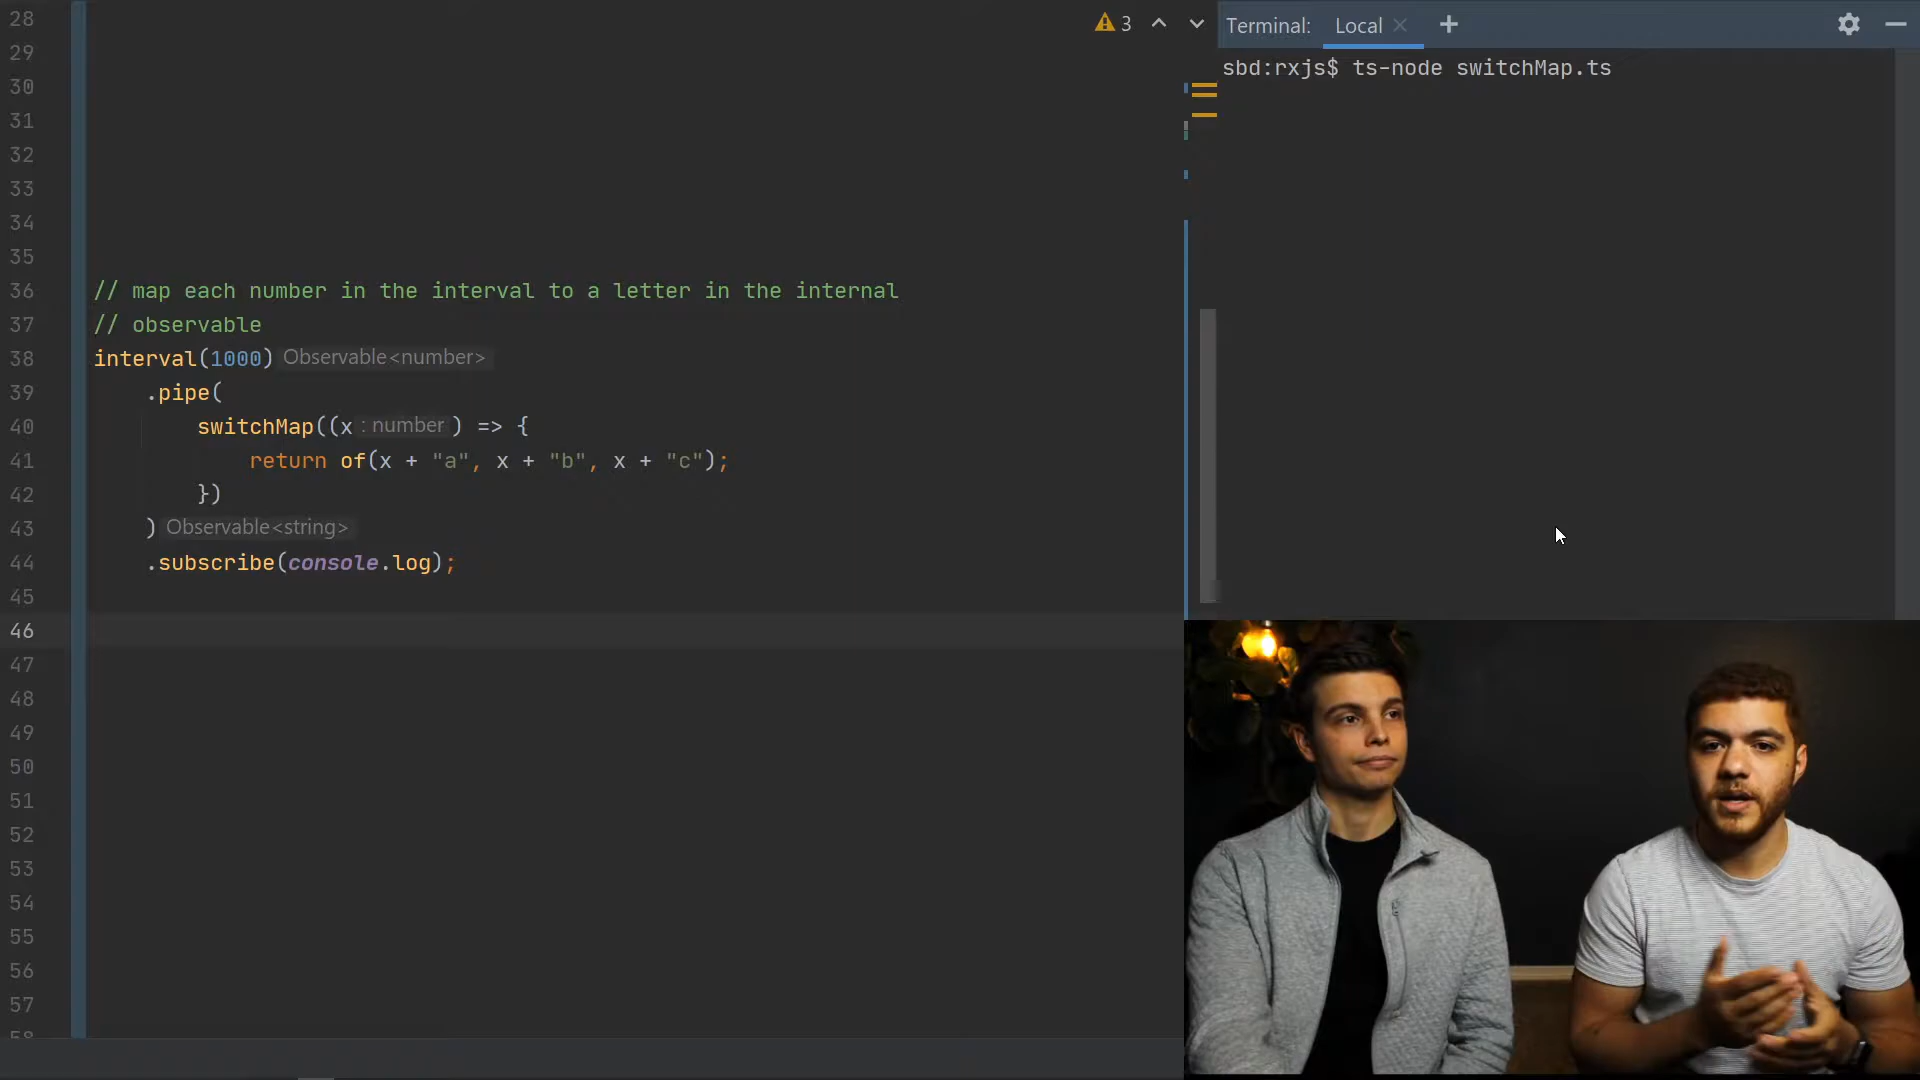 28
29
30
31
32
33
34
35
36 // map each number in the interval to a letter in the internal
37 // observable
38 interval(1000) Observable<number>
39 .pipe(
40 switchMap((x : number ) => {
41 return of(x + "a", x + "b", x + "c");
42 })
43 ) Observable<string>
44 .subscribe(console.log);
45
46
47
48
49
50
51
52
53
54
55
56
57
58
3
Terminal: Local
sbd:rxjs$ ts-node switchMap.ts